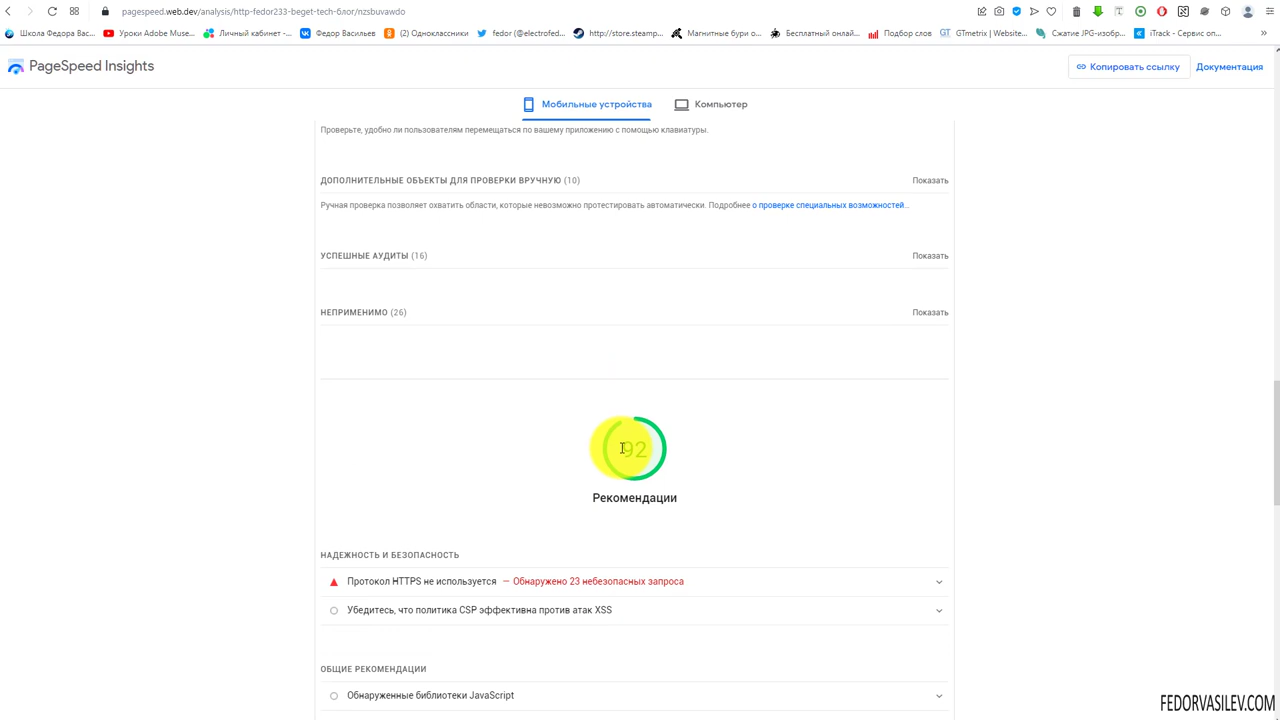 pagespeed.web.dev/analysis/http-fedor233-beget-tech-блог/nzsbuvawdo
Школа Федора Вас... Уроки Adobe Muse... Личный кабинет -... Федор Васильев (2) Одноклассники fedor (@electrofed... http://store.steamp... Магнитные бури о... Бесплатный онлай... Подбор слов GT GTmetrix | Website... Сжатие JPG-изобр... iTrack - Сервис оп... »
PageSpeed Insights Копировать ссылку Документация
Мобильные устройства Компьютер
Проверьте, удобно ли пользователям перемещаться по вашему приложению с помощью клавиатуры.
ДОПОЛНИТЕЛЬНЫЕ ОБЪЕКТЫ ДЛЯ ПРОВЕРКИ ВРУЧНУЮ (10) Показать
Ручная проверка позволяет охватить области, которые невозможно протестировать автоматически. Подробнее о проверке специальных возможностей...
УСПЕШНЫЕ АУДИТЫ (16) Показать
НЕПРИМЕНИМО (26) Показать
92
Рекомендации
НАДЕЖНОСТЬ И БЕЗОПАСНОСТЬ
Протокол HTTPS не используется — Обнаружено 23 небезопасных запроса
Убедитесь, что политика CSP эффективна против атак XSS
ОБЩИЕ РЕКОМЕНДАЦИИ
Обнаруженные библиотеки JavaScript
FEDORVASILEV.COM